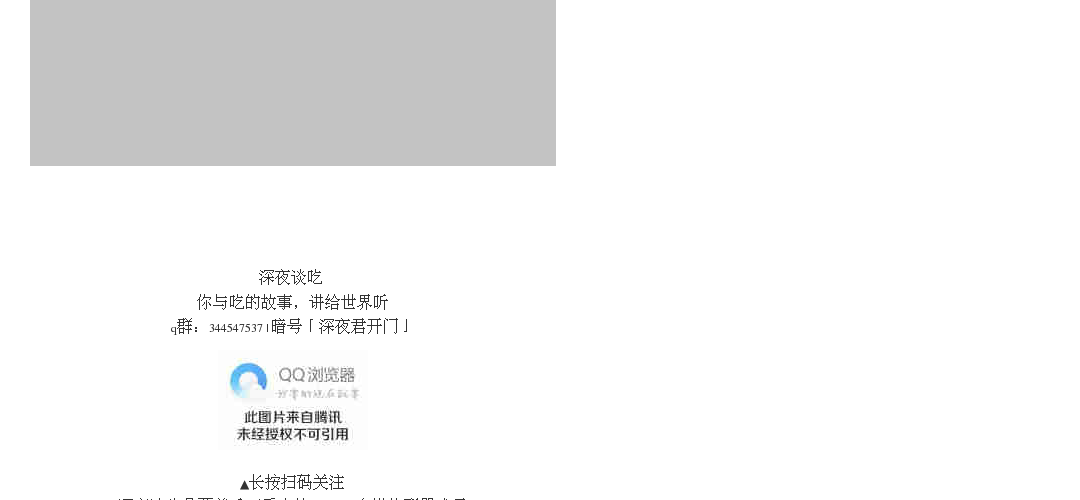 深夜谈吃
你与吃的故事，讲给世界听
q群：344547537 | 暗号「深夜君开门」
QQ浏览器
此图片来自腾讯
未经授权不可引用
▲长按扫码关注